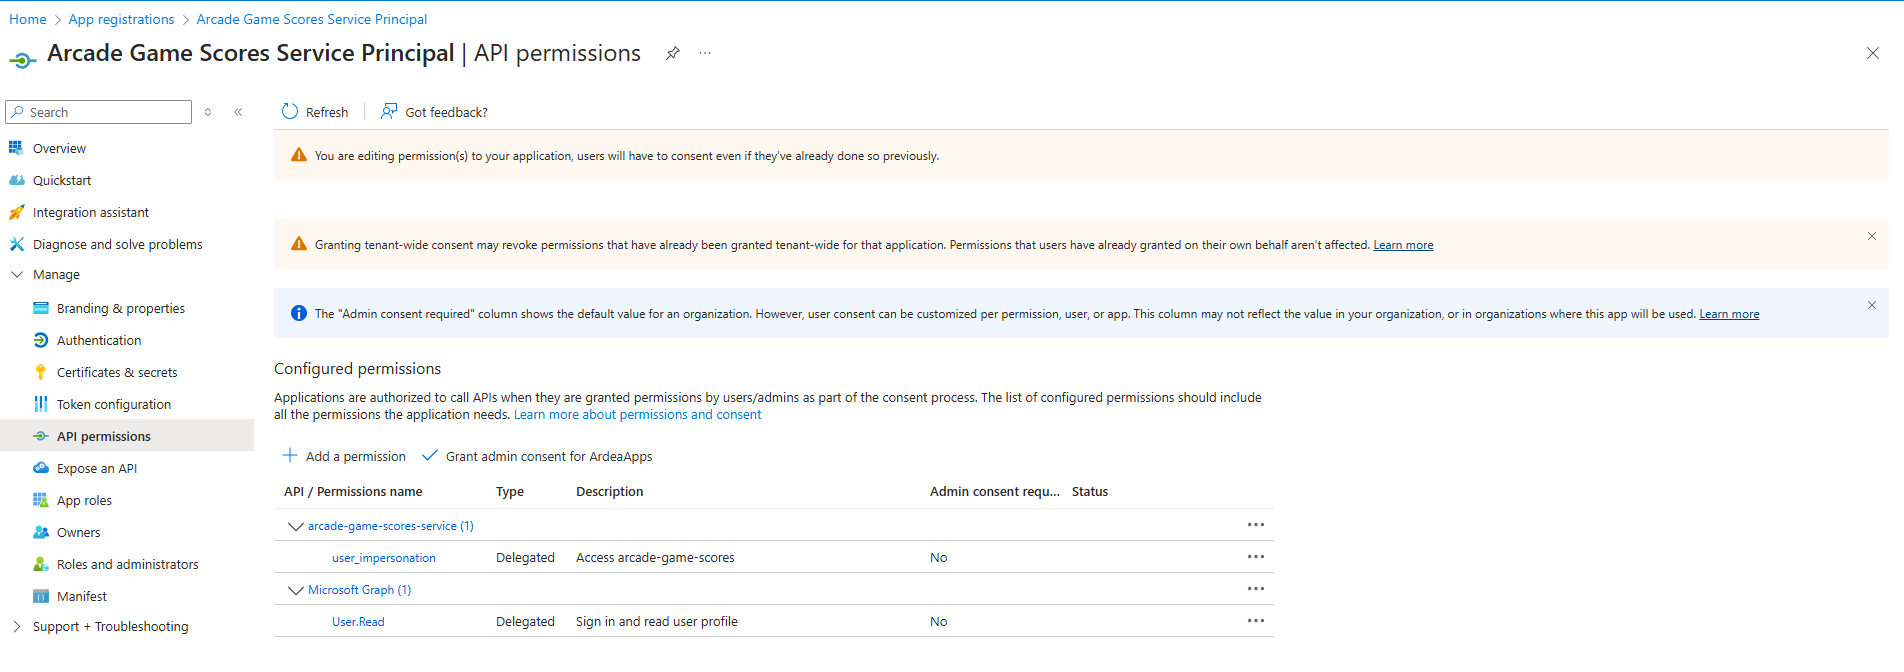 Home > App registrations > Arcade Game Scores Service Principal
Arcade Game Scores Service Principal | API permissions
Search
Refresh
Got feedback?
Overview
Quickstart
Integration assistant
Diagnose and solve problems
Manage
Branding & properties
Authentication
Certificates & secrets
Token configuration
API permissions
Expose an API
App roles
Owners
Roles and administrators
Manifest
Support + Troubleshooting
You are editing permission(s) to your application, users will have to consent even if they've already done so previously.
Granting tenant-wide consent may revoke permissions that have already been granted tenant-wide for that application. Permissions that users have already granted on their own behalf aren't affected. Learn more
The "Admin consent required" column shows the default value for an organization. However, user consent can be customized per permission, user, or app. This column may not reflect the value in your organization, or in organizations where this app will be used. Learn more
Configured permissions
Applications are authorized to call APIs when they are granted permissions by users/admins as part of the consent process. The list of configured permissions should include
all the permissions the application needs. Learn more about permissions and consent
Add a permission
Grant admin consent for ArdeaApps
API / Permissions name Type Description Admin consent requ... Status
arcade-game-scores-service (1)
user_impersonation Delegated Access arcade-game-scores No
Microsoft Graph (1)
User.Read Delegated Sign in and read user profile No